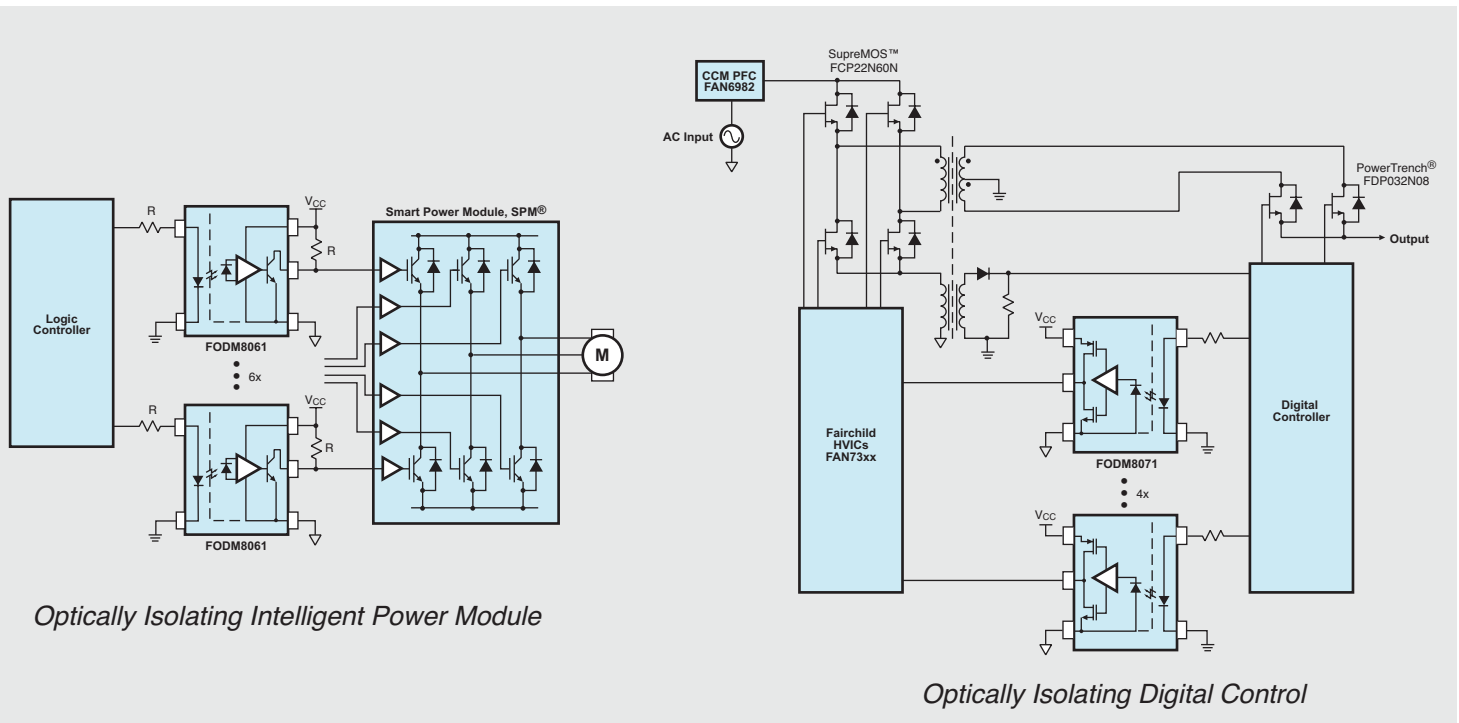 Logic
Controller
R
FODM8061
VCC
R
6x
R
FODM8061
VCC
R
Smart Power Module, SPM®
M
Optically Isolating Intelligent Power Module
CCM PFC
FAN6982
AC Input
SupreMOS™
FCP22N60N
PowerTrench®
FDP032N08
Output
Fairchild
HVICs
FAN73xx
VCC
FODM8071
4x
VCC
FODM8071
Digital
Controller
Optically Isolating Digital Control